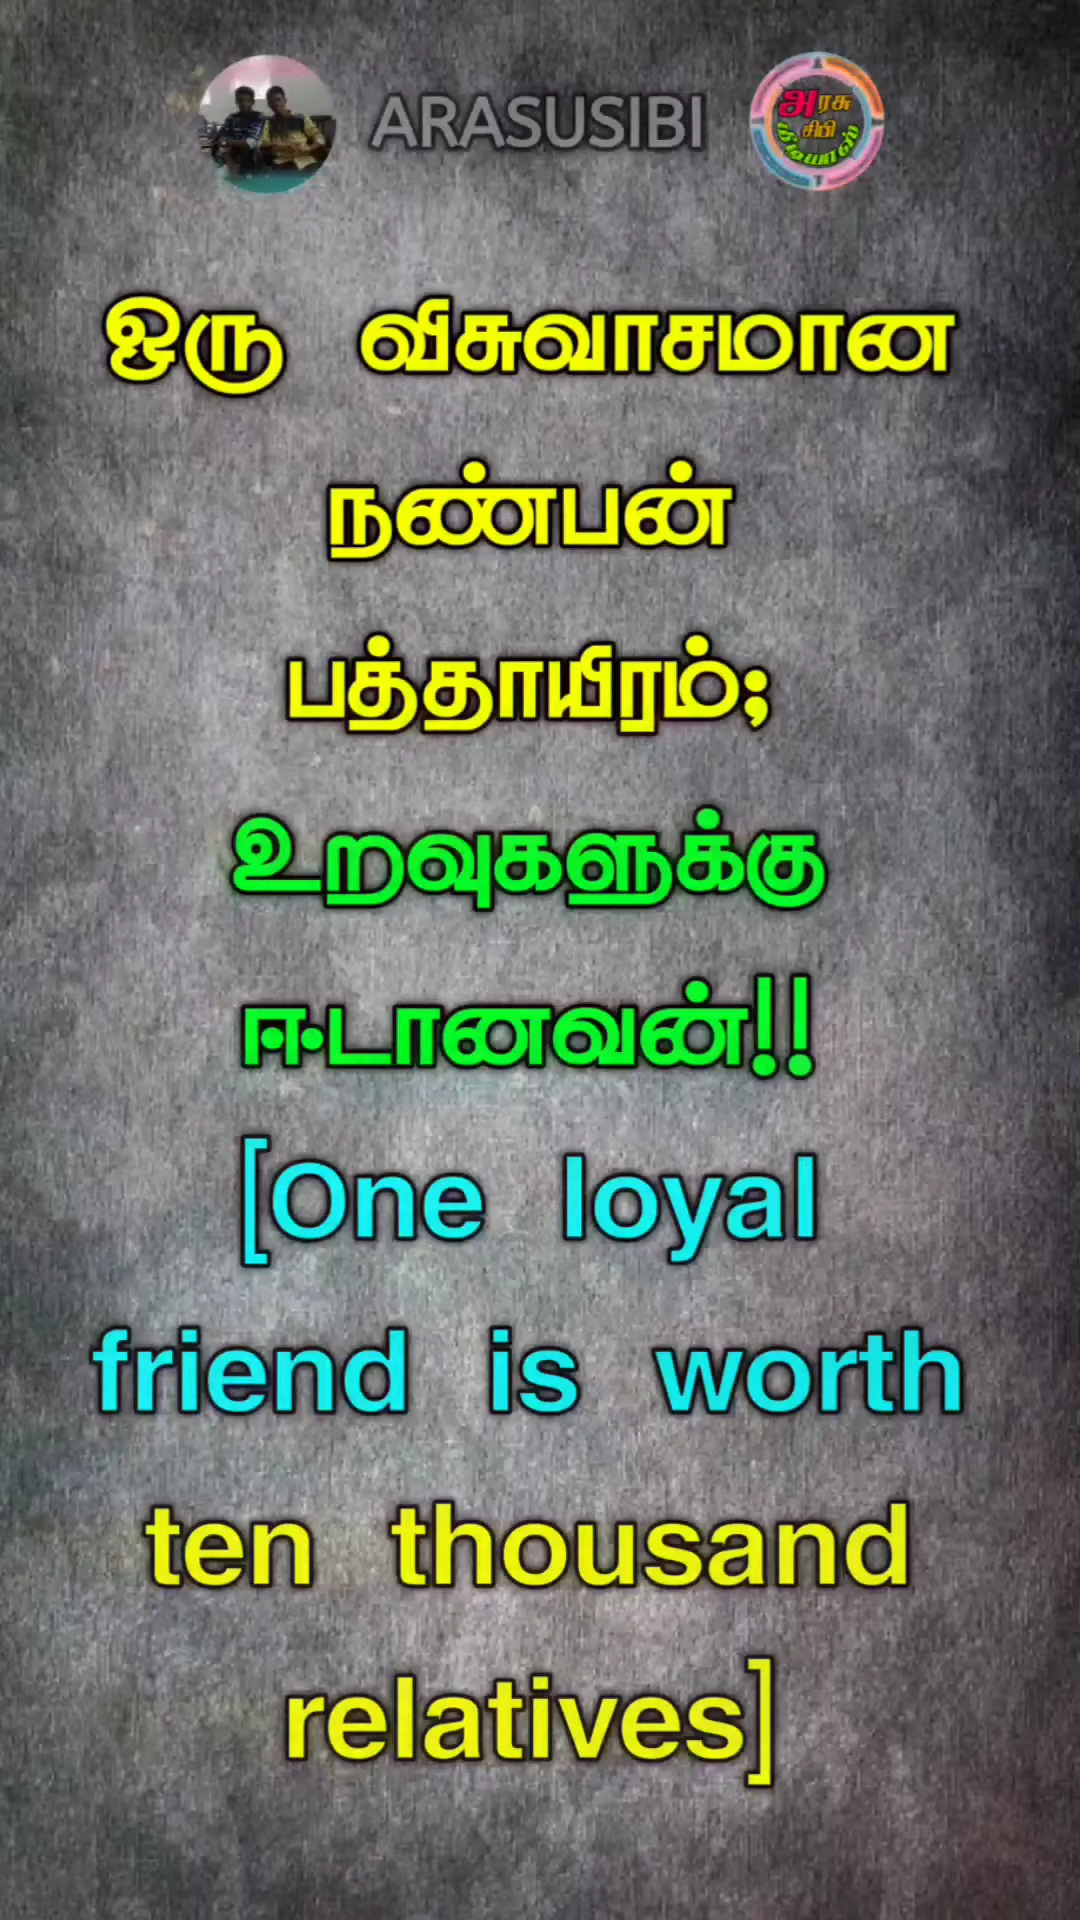 ARASUSIBI
அரசு
சிபி
மீடியாஸ்
ஒரு விசுவாசமான
நண்பன்
பத்தாயிரம்;
உறவுகளுக்கு
ஈடானவன்!!
[One loyal
friend is worth
ten thousand
relatives]